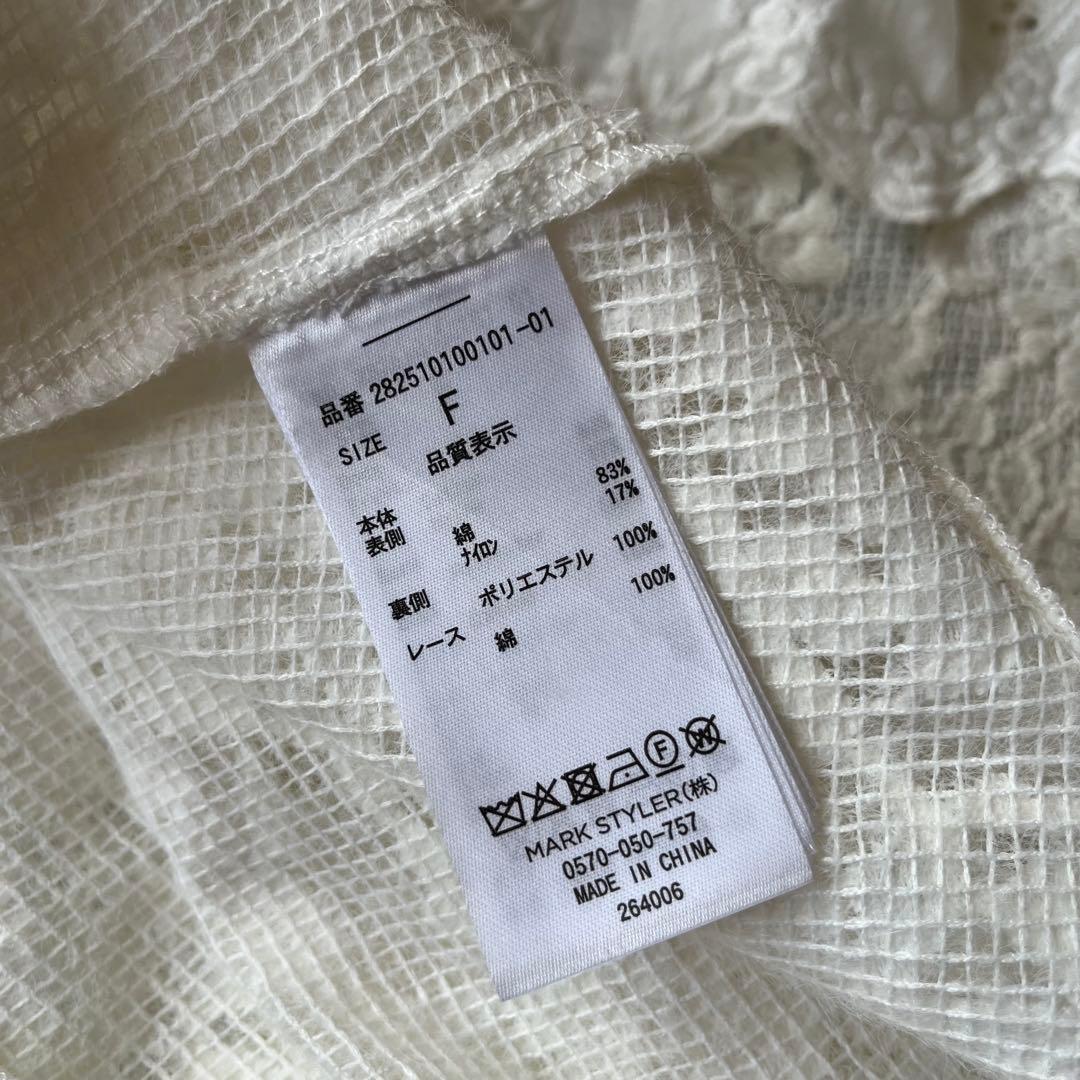 品番 282510100101-01
SIZE F
品質表示
本体
表側 綿 83%
ナイロン 17%
裏側 ポリエステル 100%
レース 綿 100%
F W
MARK STYLER(株)
0570-050-757
MADE IN CHINA
264006